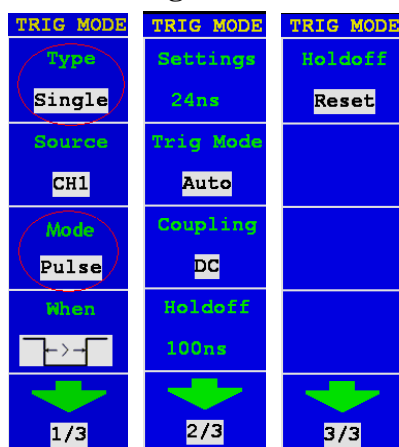 TRIG MODE
Type
Single
Source
CH1
Mode
Pulse
When
1/3
TRIG MODE
Settings
24ns
Trig Mode
Auto
Coupling
DC
Holdoff
100ns
2/3
TRIG MODE
Holdoff
Reset
3/3